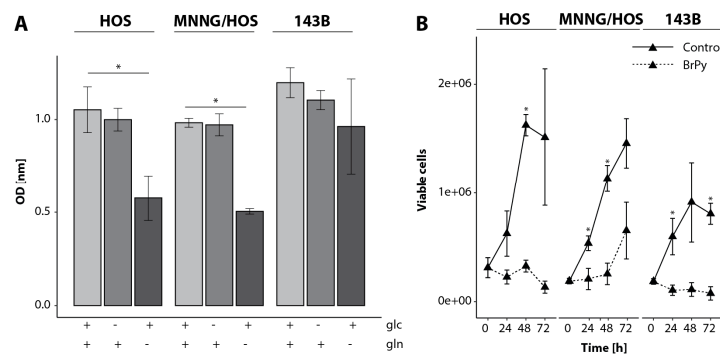 A
HOS MNNG/HOS 143B
*
*
1.0
0.5
0.0
OD [nm]
+ - + + - + + - + glc
+ + - + + - + + - gln
B
HOS MNNG/HOS 143B
Contro
BrPy
2e+06
1e+06
0e+00
Viable cells
* * * * *
0 24 48 72 0 24 48 72 0 24 48 72
Time [h]